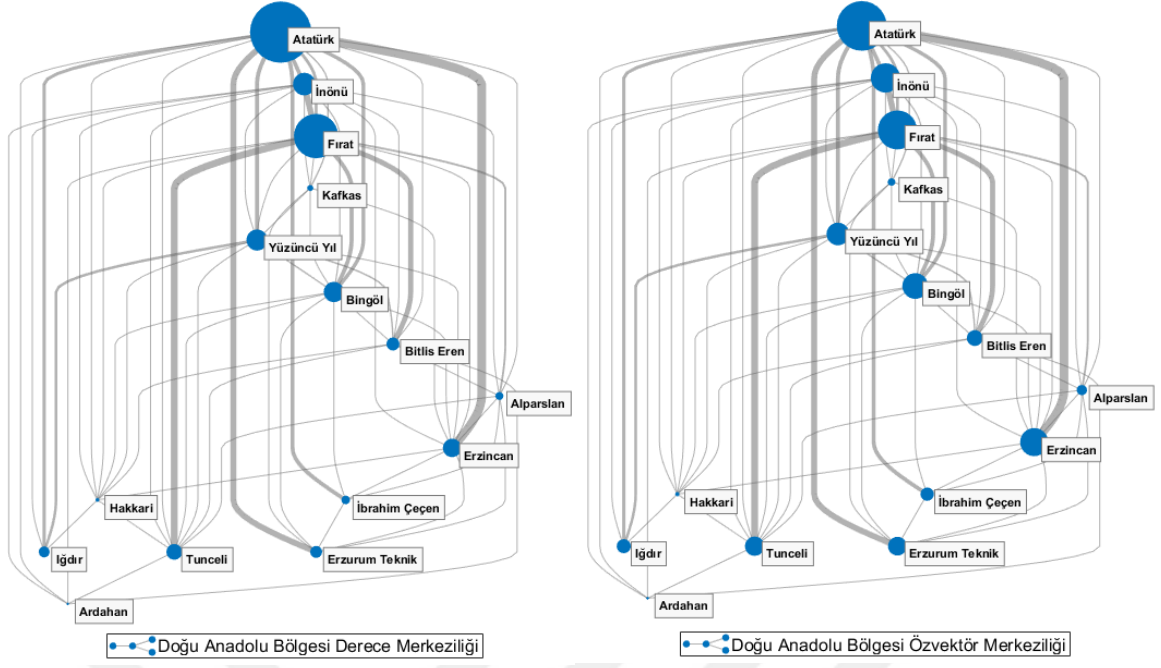 Atatürk
İnönü
Fırat
Kafkas
Yüzüncü Yıl
Bingöl
Bitlis Eren
Alparslan
Erzincan
Hakkari
İbrahim Çeçen
Iğdır
Tunceli
Erzurum Teknik
Ardahan
Doğu Anadolu Bölgesi Derece Merkeziliği
Atatürk
İnönü
Fırat
Kafkas
Yüzüncü Yıl
Bingöl
Bitlis Eren
Alparslan
Erzincan
Hakkari
İbrahim Çeçen
Iğdır
Tunceli
Erzurum Teknik
Ardahan
Doğu Anadolu Bölgesi Özvektör Merkeziliği